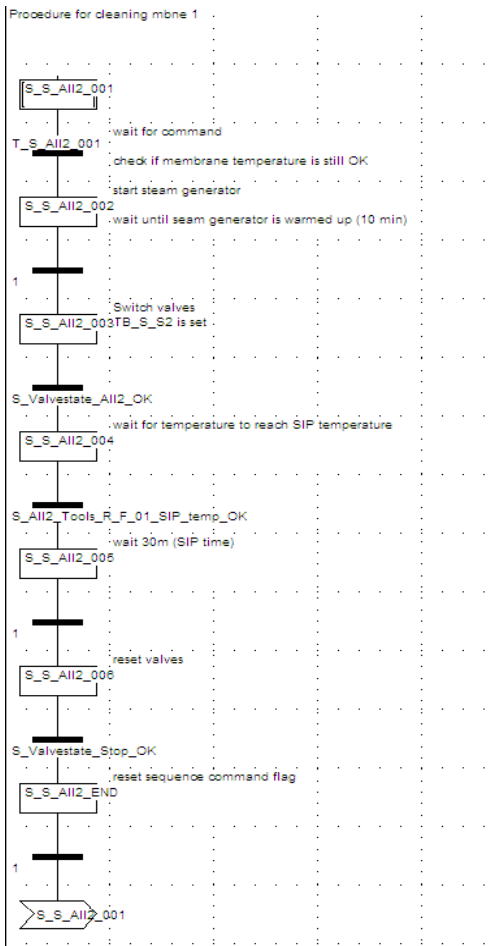 Procedure for cleaning mbne 1
S_S_All2_001
wait for command
T_S_All2_001
check if membrane temperature is still OK
start steam generator
S_S_All2_002
wait until seam generator is warmed up (10 min)
1
Switch valves
S_S_All2_003 TB_S_S2 is set
S_Valvestate_All2_OK
wait for temperature to reach SIP temperature
S_S_All2_004
S_All2_Tools_R_F_01_SIP_temp_OK
wait 30m (SIP time)
S_S_All2_005
1
reset valves
S_S_All2_006
S_Valvestate_Stop_OK
reset sequence command flag
S_S_All2_END
1
S_S_All2_001